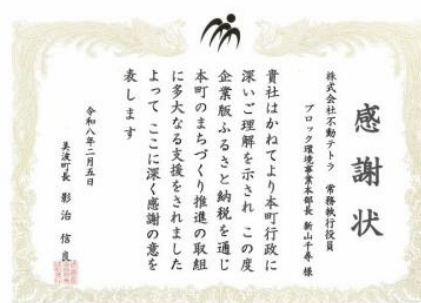 感謝状
株式会社不動テトラ 常務執行役員
ブロック環境事業本部長 新山千尋 様
貴社はかねてより本町行政に
深いご理解を示され この度
企業版ふるさと納税を通じ
本町のまちづくり推進の取組
に多大なる支援をされました
よって ここに深く感謝の意を
表します
令和八年二月五日
美波町長 影治 信良